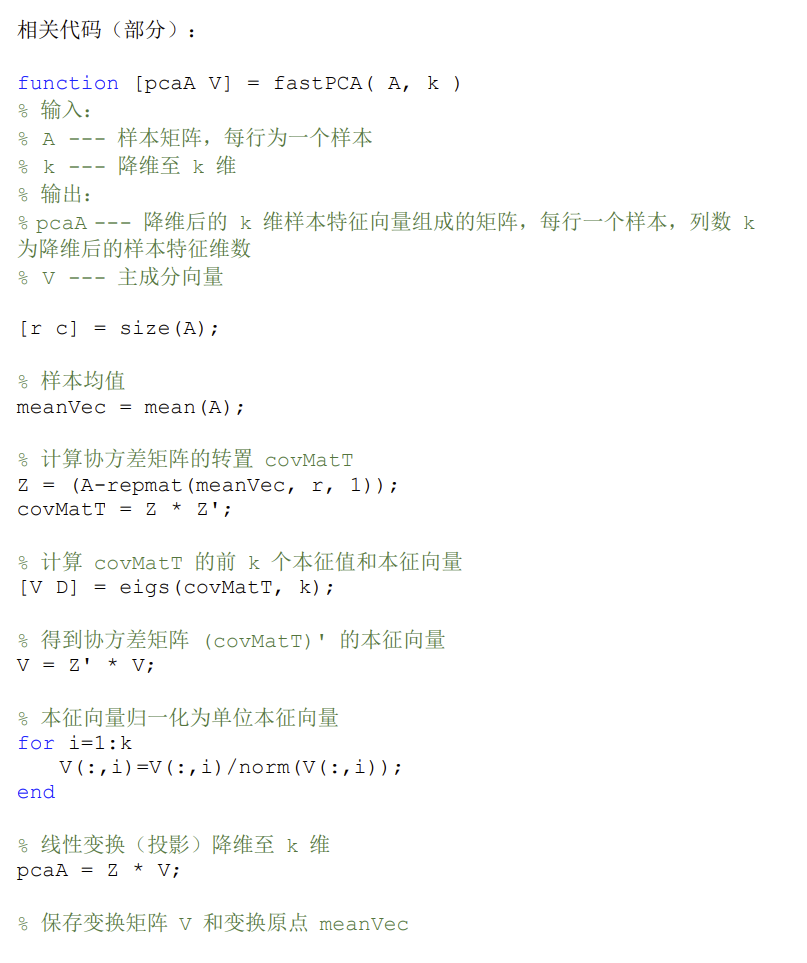 相关代码（部分）：
function [pcaA V] = fastPCA( A, k )
% 输入：
% A --- 样本矩阵，每行为一个样本
% k --- 降维至 k 维
% 输出：
% pcaA --- 降维后的 k 维样本特征向量组成的矩阵，每行一个样本，列数 k
为降维后的样本特征维数
% V --- 主成分向量
[r c] = size(A);
% 样本均值
meanVec = mean(A);
% 计算协方差矩阵的转置 covMatT
Z = (A-repmat(meanVec, r, 1));
covMatT = Z * Z';
% 计算 covMatT 的前 k 个本征值和本征向量
[V D] = eigs(covMatT, k);
% 得到协方差矩阵 (covMatT)' 的本征向量
V = Z' * V;
% 本征向量归一化为单位本征向量
for i=1:k
V(:,i)=V(:,i)/norm(V(:,i));
end
% 线性变换（投影）降维至 k 维
pcaA = Z * V;
% 保存变换矩阵 V 和变换原点 meanVec